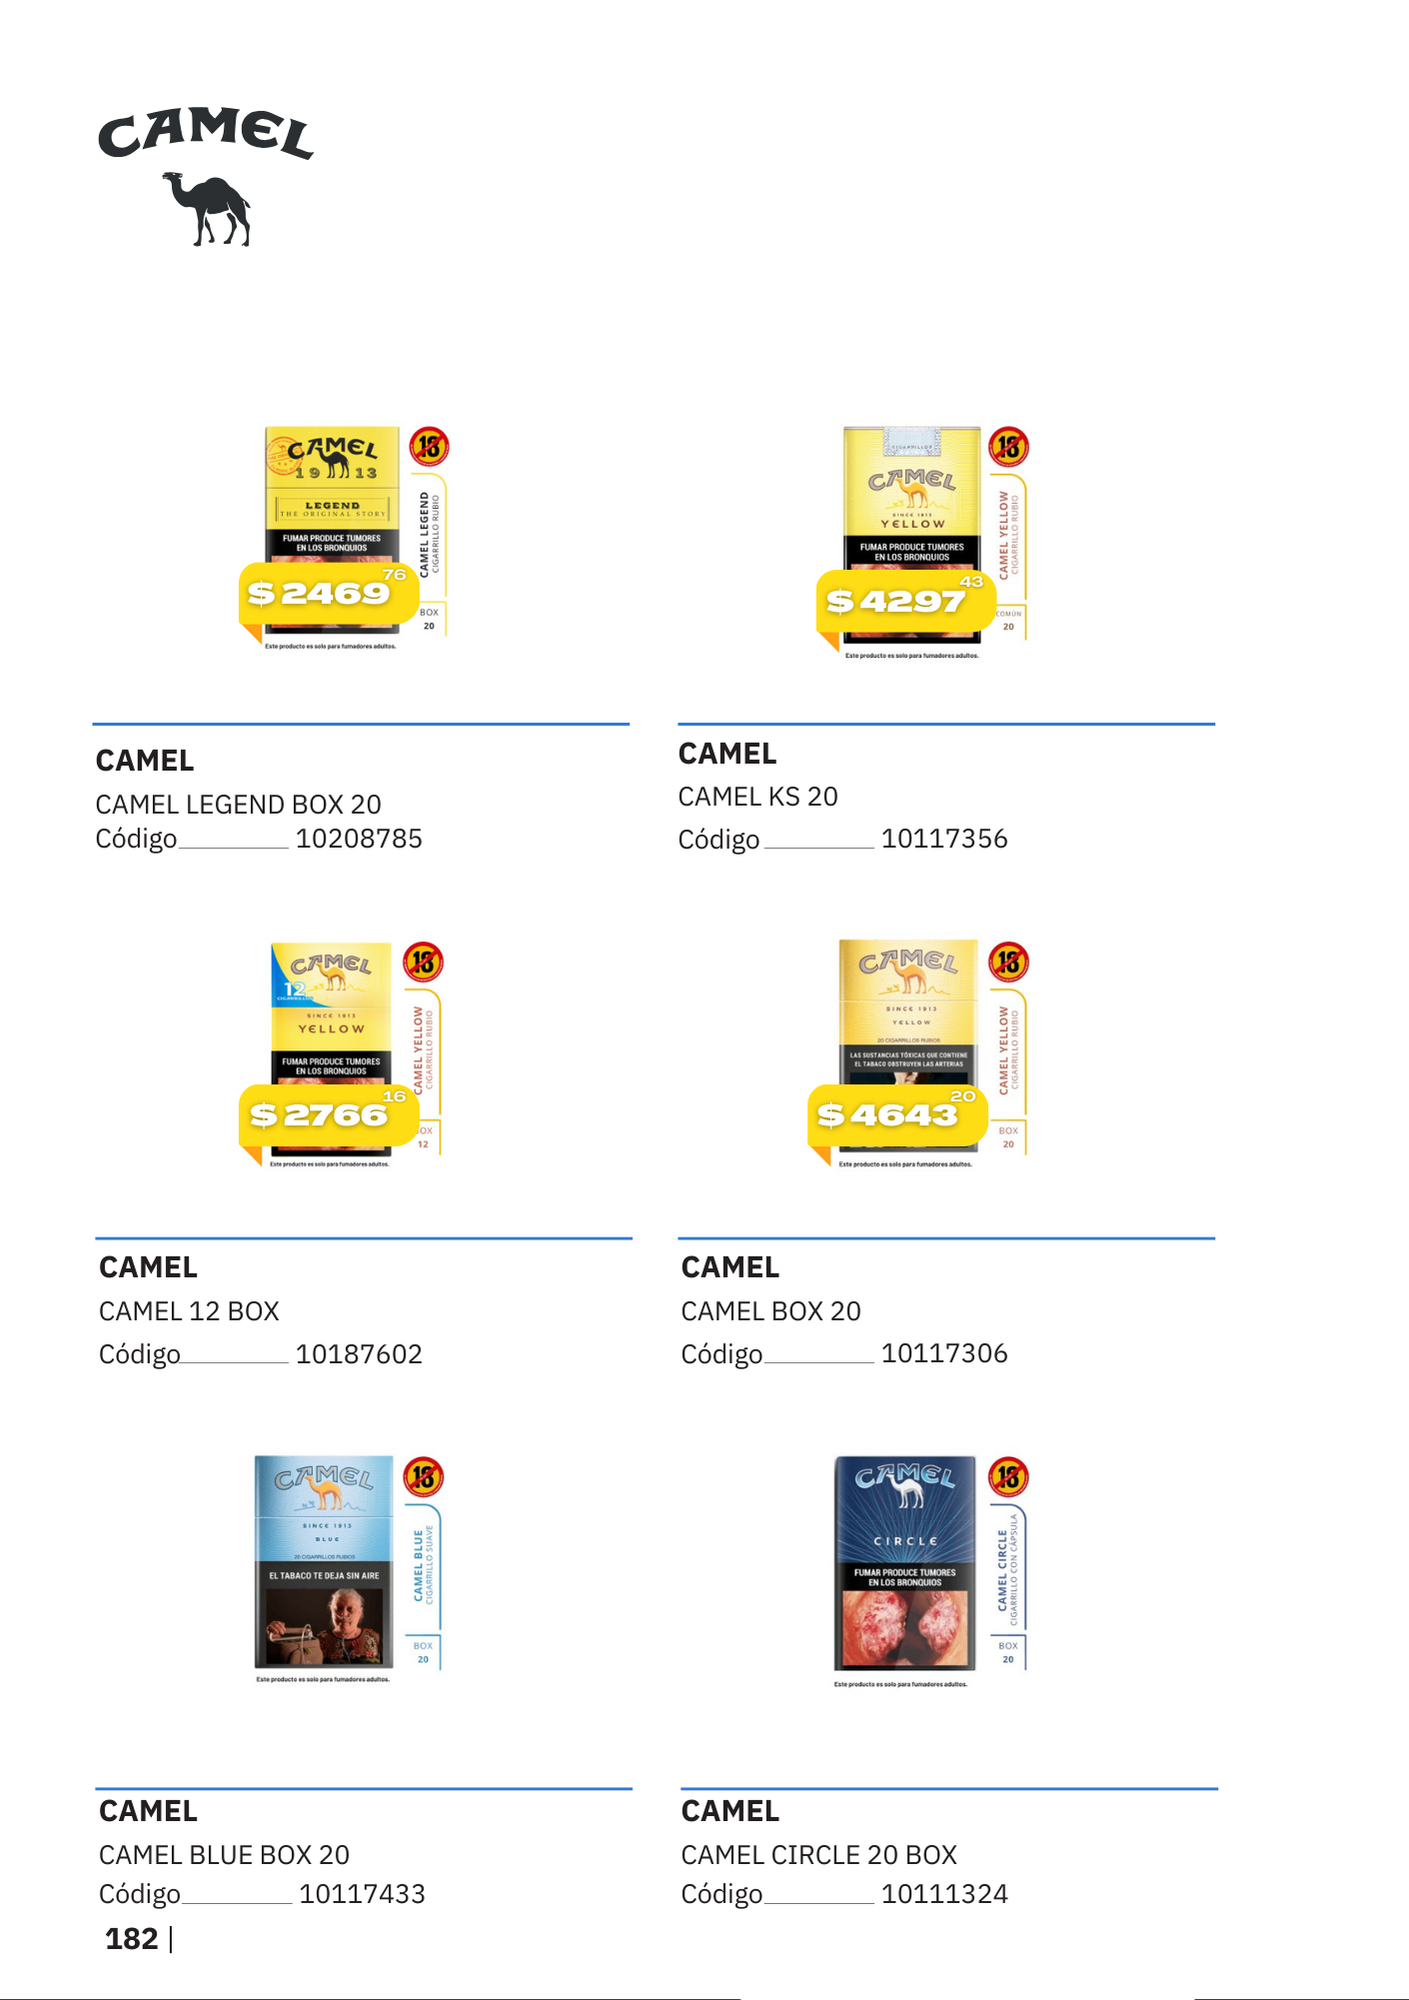 CAMEL
CAMEL
19 13
LEGEND
THE ORIGINAL STORY
FUMAR PRODUCE TUMORES
EN LOS BRONQUIOS
$ 2469 76
18
CAMEL LEGEND
CIGARRILLO RUBIO
BOX
20
Este producto es solo para fumadores adultos.
CAMEL
CAMEL LEGEND BOX 20
Código 10208785
CIGARRILLOS
CAMEL
SINCE 1913
YELLOW
FUMAR PRODUCE TUMORES
EN LOS BRONQUIOS
$ 4297 43
18
CAMEL YELLOW
CIGARRILLO RUBIO
COMÚN
20
Este producto es solo para fumadores adultos.
CAMEL
CAMEL KS 20
Código 10117356
CAMEL
12
CIGARRILLOS
SINCE 1913
YELLOW
FUMAR PRODUCE TUMORES
EN LOS BRONQUIOS
$ 2766 16
18
CAMEL YELLOW
CIGARRILLO RUBIO
BOX
12
Este producto es solo para fumadores adultos.
CAMEL
CAMEL 12 BOX
Código 10187602
CAMEL
SINCE 1913
YELLOW
20 CIGARRILLOS RUBIOS
LAS SUSTANCIAS TÓXICAS QUE CONTIENE
EL TABACO OBSTRUYEN LAS ARTERIAS
$ 4643 20
18
CAMEL YELLOW
CIGARRILLO RUBIO
BOX
20
Este producto es solo para fumadores adultos.
CAMEL
CAMEL BOX 20
Código 10117306
CAMEL
SINCE 1913
BLUE
20 CIGARRILLOS RUBIOS
EL TABACO TE DEJA SIN AIRE
18
CAMEL BLUE
CIGARRILLO SUAVE
BOX
20
Este producto es solo para fumadores adultos.
CAMEL
CAMEL BLUE BOX 20
Código 10117433
CAMEL
CIRCLE
FUMAR PRODUCE TUMORES
EN LOS BRONQUIOS
18
CAMEL CIRCLE
CIGARRILLO CON CÁPSULA
BOX
20
Este producto es solo para fumadores adultos.
CAMEL
CAMEL CIRCLE 20 BOX
Código 10111324
182 |